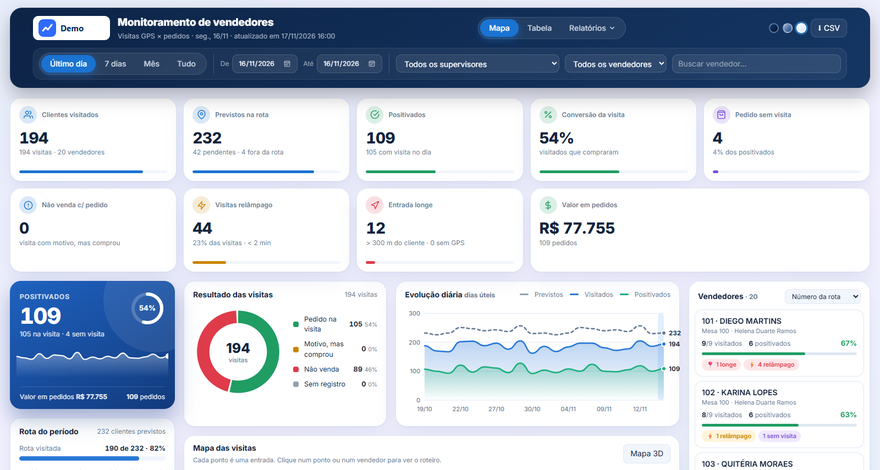 Demo
Monitoramento de vendedores
Visitas GPS × pedidos · seg., 16/11 · atualizado em 17/11/2026 16:00
Mapa Tabela Relatórios
CSV
Último dia 7 dias Mês Tudo
De 16/11/2026 Até 16/11/2026
Todos os supervisores Todos os vendedores Buscar vendedor...
Clientes visitados
194
194 visitas · 20 vendedores
Previstos na rota
232
42 pendentes · 4 fora da rota
Positivados
109
105 com visita no dia
Conversão da visita
54%
visitados que compraram
Pedido sem visita
4
4% dos positivados
Não venda c/ pedido
0
visita com motivo, mas comprou
Visitas relâmpago
44
23% das visitas · < 2 min
Entrada longe
12
> 300 m do cliente · 0 sem GPS
Valor em pedidos
R$ 77.755
109 pedidos
POSITIVADOS
109
105 na visita · 4 sem visita
54%
Valor em pedidos R$ 77.755 109 pedidos
Rota do período 232 clientes previstos
Rota visitada 190 de 232 · 82%
Resultado das visitas 194 visitas
194
visitas
Pedido na visita 105 54%
Motivo, mas comprou 0 0%
Não venda 89 46%
Sem registro 0 0%
Evolução diária dias úteis
Previstos Visitados Positivados
300
200
100
0
232
194
109
19/10 22/10 27/10 30/10 04/11 09/11 12/11
Mapa das visitas
Cada ponto é uma entrada. Clique num ponto ou num vendedor para ver o roteiro.
Mapa 3D
Vendedores · 20 Número da rota
101 · DIEGO MARTINS
Mesa 100 · Helena Duarte Ramos
9/9 visitados 6 positivados 67%
1 longe 4 relâmpago
102 · KARINA LOPES
Mesa 100 · Helena Duarte Ramos
8/9 visitados 6 positivados 63%
1 relâmpago 1 sem visita
103 · QUITÉRIA MORAES